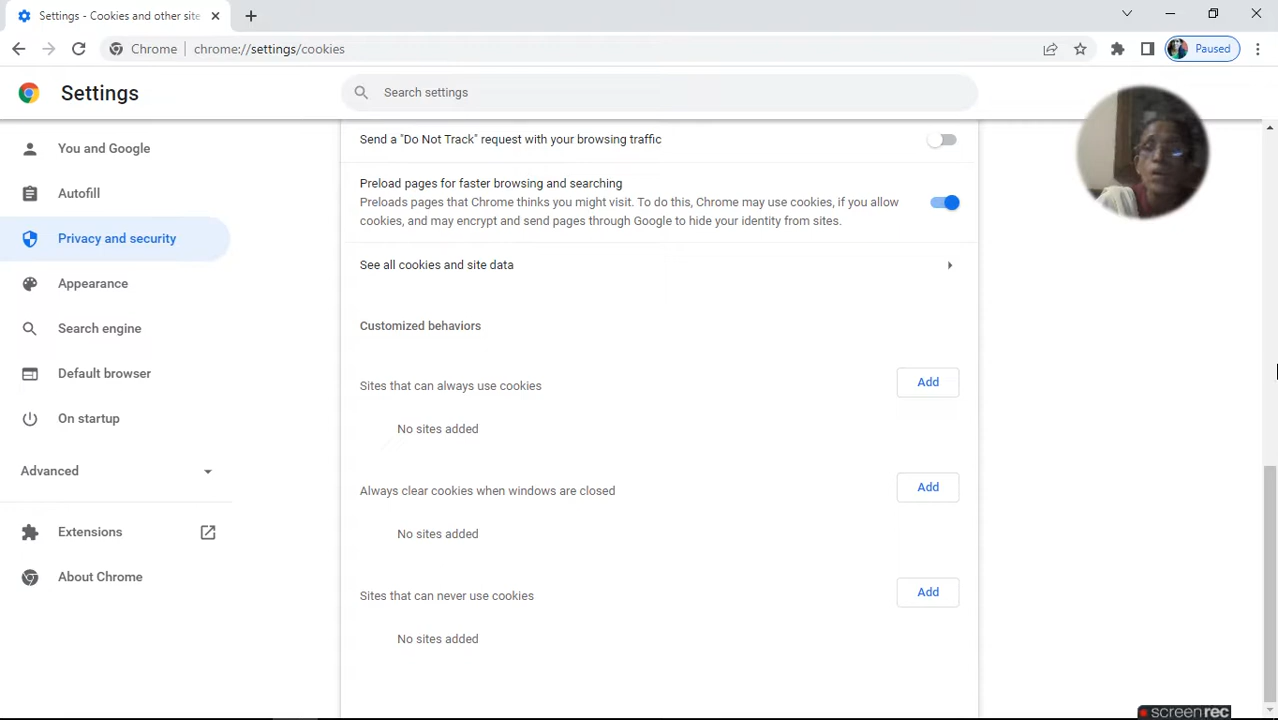 Settings - Cookies and other site
Chrome
chrome://settings/cookies
Paused
Settings
Search settings
You and Google
Autofill
Privacy and security
Appearance
Search engine
Default browser
On startup
Advanced
Extensions
About Chrome
Send a "Do Not Track" request with your browsing traffic
Preload pages for faster browsing and searching
Preloads pages that Chrome thinks you might visit. To do this, Chrome may use cookies, if you allow
cookies, and may encrypt and send pages through Google to hide your identity from sites.
See all cookies and site data
Customized behaviors
Sites that can always use cookies
Add
No sites added
Always clear cookies when windows are closed
Add
No sites added
Sites that can never use cookies
Add
No sites added
screenrec